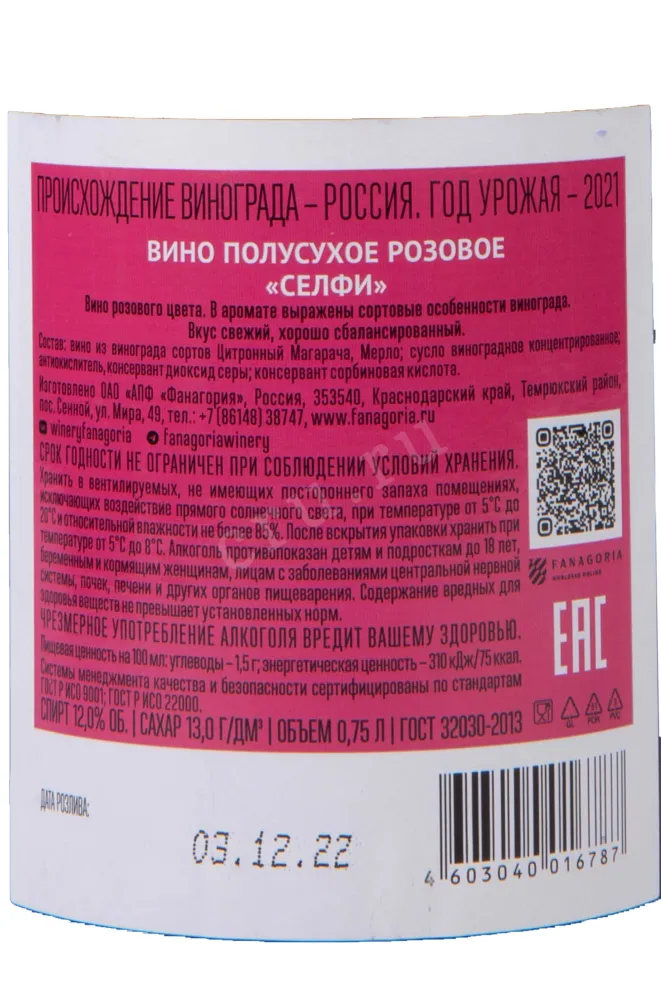 ПРОИСХОЖДЕНИЕ ВИНОГРАДА – РОССИЯ. ГОД УРОЖАЯ – 2021
ВИНО ПОЛУСУХОЕ РОЗОВОЕ
«СЕЛФИ»
Вино розового цвета. В аромате выражены сортовые особенности винограда.
Вкус свежий, хорошо сбалансированный.
Состав: вино из винограда сортов Цитронный Магарача, Мерло; сусло виноградное концентрированное;
антиокислитель, консервант диоксид серы; консервант сорбиновая кислота.
Изготовлено ОАО «АПФ «Фанагория», Россия, 353540, Краснодарский край, Темрюкский район,
пос. Сенной, ул. Мира, 49, тел.: +7 (86148) 38747, www.fanagoria.ru
wineryfanagoria fanagoriawinery
СРОК ГОДНОСТИ НЕ ОГРАНИЧЕН ПРИ СОБЛЮДЕНИИ УСЛОВИЙ ХРАНЕНИЯ.
Хранить в вентилируемых, не имеющих постороннего запаха помещениях,
исключающих воздействие прямого солнечного света, при температуре от 5°С до
20°С и относительной влажности не более 85%. После вскрытия упаковки хранить при
температуре от 5°С до 8°С. Алкоголь противопоказан детям и подросткам до 18 лет,
беременным и кормящим женщинам, лицам с заболеваниями центральной нервной
системы, почек, печени и других органов пищеварения. Содержание вредных для
здоровья веществ не превышает установленных норм.
ЧРЕЗМЕРНОЕ УПОТРЕБЛЕНИЕ АЛКОГОЛЯ ВРЕДИТ ВАШЕМУ ЗДОРОВЬЮ.
Пищевая ценность на 100 мл: углеводы – 1,5 г; энергетическая ценность – 310 кДж/75 ккал.
Системы менеджмента качества и безопасности сертифицированы по стандартам
ГОСТ Р ИСО 9001; ГОСТ Р ИСО 22000.
СПИРТ 12,0% ОБ. | САХАР 13,0 Г/ДМ³ | ОБЪЕМ 0,75 Л | ГОСТ 32030-2013
FANAGORIA
EAC
GL
FOR
PVC
ДАТА РОЗЛИВА:
03.12.22
4 603040 016787
cru.ru